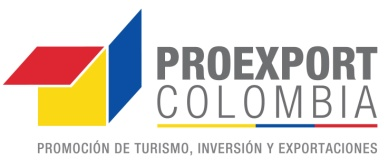 PROEXPORT
COLOMBIA
PROMOCIÓN DE TURISMO, INVERSIÓN Y EXPORTACIONES